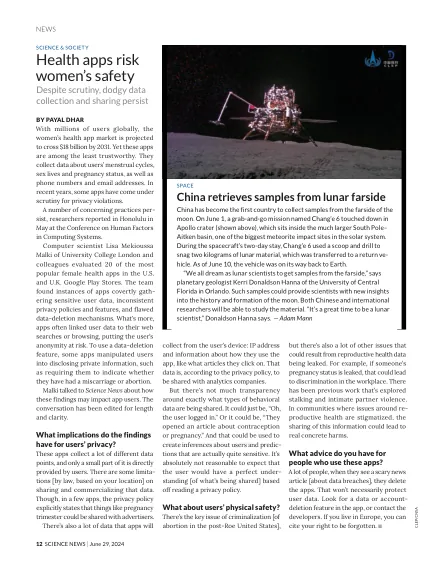 NEWS
SCIENCE & SOCIETY
Health apps risk
women's safety
Despite scrutiny, dodgy data
collection and sharing persist
BY PAYAL DHAR
With millions of users globally, the
women's health app market is projected
to cross $18 billion by 2031. Yet these apps
are among the least trustworthy. They
collect data about users' menstrual cycles,
sex lives and pregnancy status, as well as
phone numbers and email addresses. In
recent years, some apps have come under
scrutiny for privacy violations.
A number of concerning practices per-
sist, researchers reported in Honolulu in
May at the Conference on Human Factors
in Computing Systems.
Computer scientist Lisa Mekioussa
Malki of University College London and
colleagues evaluated 20 of the most
popular female health apps in the U.S.
and U.K. Google Play Stores. The team
found instances of apps covertly gath-
ering sensitive user data, inconsistent
privacy policies and features, and flawed
data-deletion mechanisms. What's more,
apps often linked user data to their web
searches or browsing, putting the user's
anonymity at risk. To use a data-deletion
feature, some apps manipulated users
into disclosing private information, such
as requiring them to indicate whether
they have had a miscarriage or abortion.
Malki talked to Science News about how
these findings may impact app users. The
conversation has been edited for length
and clarity.
What implications do the findings
have for users' privacy?
These apps collect a lot of different data
points, and only a small part of it is directly
provided by users. There are some limita-
tions [by law, based on your location] on
sharing and commercializing that data.
Though, in a few apps, the privacy policy
explicitly states that things like pregnancy
trimester could be shared with advertisers.
There's also a lot of data that apps will
SPACE
China retrieves samples from lunar farside
China has become the first country to collect samples from the farside of the
moon. On June 1, a grab-and-go mission named Chang'e 6 touched down in
Apollo crater (shown above), which sits inside the much larger South Pole–
Aitken basin, one of the biggest meteorite impact sites in the solar system.
During the spacecraft's two-day stay, Chang'e 6 used a scoop and drill to
snag two kilograms of lunar material, which was transferred to a return ve-
hicle. As of June 10, the vehicle was on its way back to Earth.
"We all dream as lunar scientists to get samples from the farside," says
planetary geologist Kerri Donaldson Hanna of the University of Central
Florida in Orlando. Such samples could provide scientists with new insights
into the history and formation of the moon. Both Chinese and international
researchers will be able to study the material. "It's a great time to be a lunar
scientist," Donaldson Hanna says. — Adam Mann
collect from the user's device: IP address
and information about how they use the
app, like what articles they click on. That
data is, according to the privacy policy, to
be shared with analytics companies.
But there's not much transparency
around exactly what types of behavioral
data are being shared. It could just be, "Oh,
the user logged in." Or it could be, "They
opened an article about contraception
or pregnancy." And that could be used to
create inferences about users and predic-
tions that are actually quite sensitive. It's
absolutely not reasonable to expect that
the user would have a perfect under-
standing [of what's being shared] based
off reading a privacy policy.
What about users' physical safety?
There's the key issue of criminalization [of
abortion in the post-Roe United States],
but there's also a lot of other issues that
could result from reproductive health data
being leaked. For example, if someone's
pregnancy status is leaked, that could lead
to discrimination in the workplace. There
has been previous work that's explored
stalking and intimate partner violence.
In communities where issues around re-
productive health are stigmatized, the
sharing of this information could lead to
real concrete harms.
What advice do you have for
people who use these apps?
A lot of people, when they see a scary news
article [about data breaches], they delete
the apps. That won't necessarily protect
user data. Look for a data or account-
deletion feature in the app, or contact the
developers. If you live in Europe, you can
cite your right to be forgotten.
12 SCIENCE NEWS | June 29, 2024